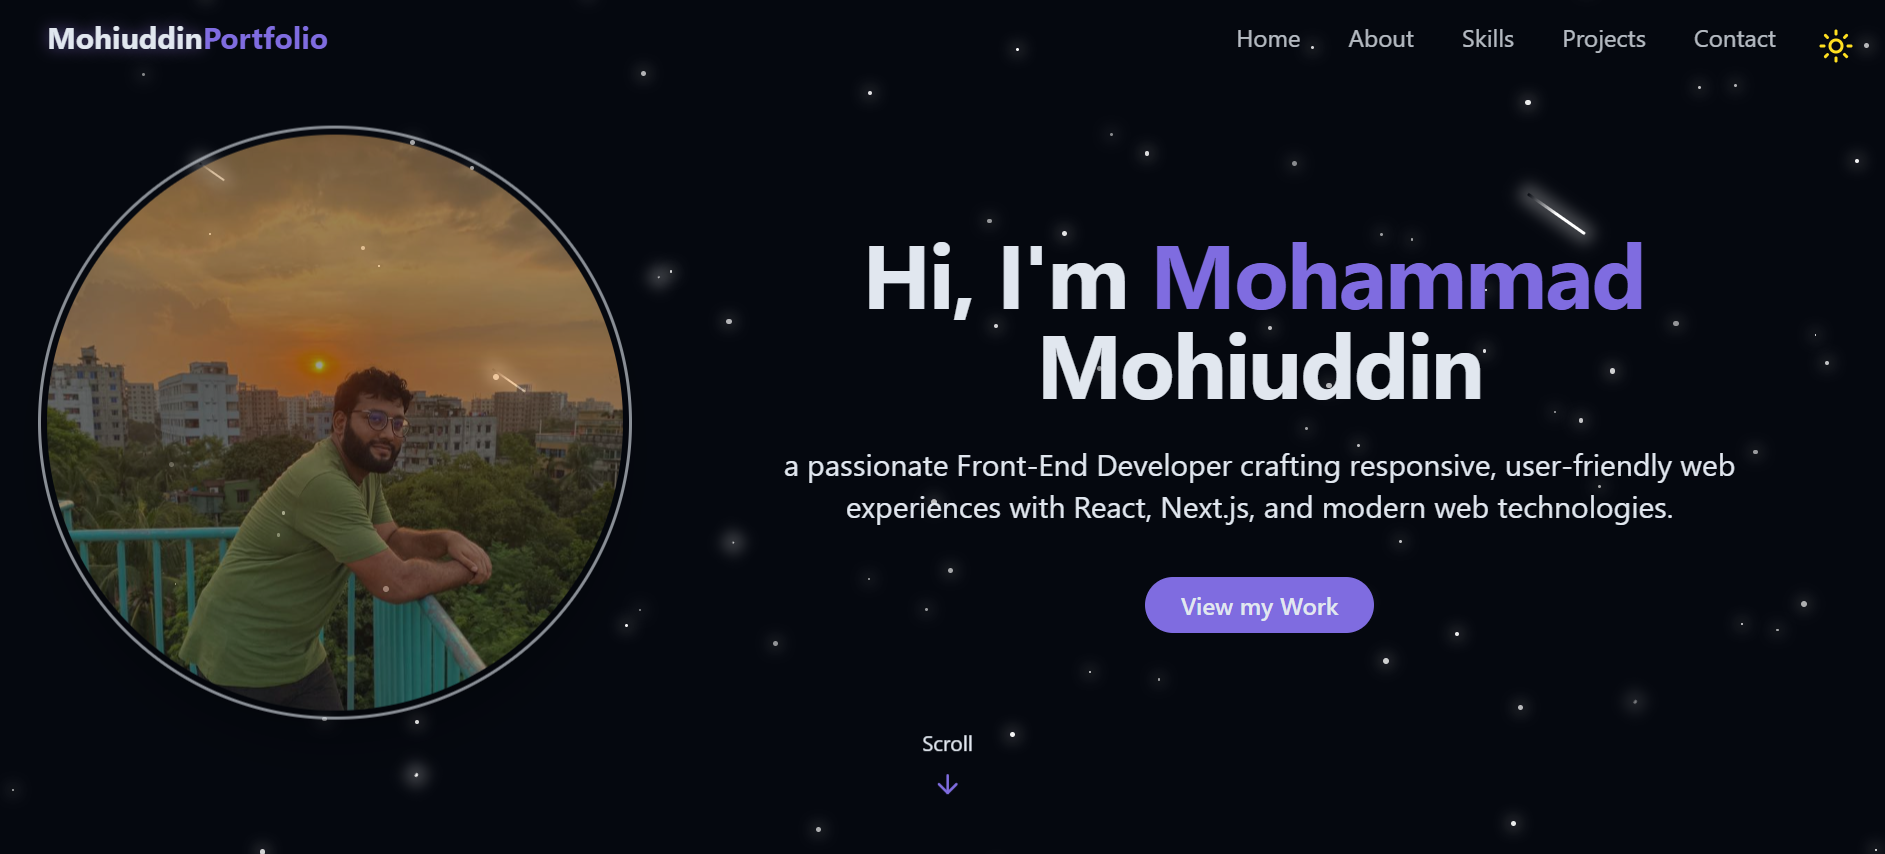 MohiuddinPortfolio
Home About Skills Projects Contact
Hi, I'm Mohammad
Mohiuddin
a passionate Front-End Developer crafting responsive, user-friendly web
experiences with React, Next.js, and modern web technologies.
View my Work
Scroll